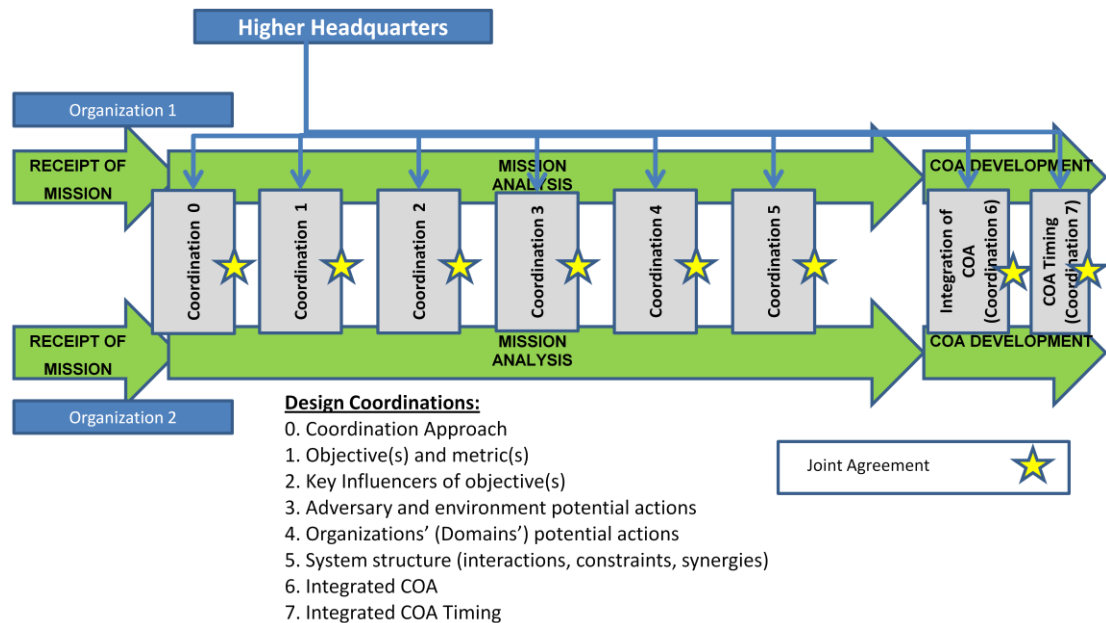 Higher Headquarters
Organization 1
RECEIPT OF
MISSION
MISSION
ANALYSIS
COA DEVELOPMENT
Coordination 0
Coordination 1
Coordination 2
Coordination 3
Coordination 4
Coordination 5
Integration of
COA
(Coordination 6)
COA Timing
(Coordination 7)
RECEIPT OF
MISSION
MISSION
ANALYSIS
COA DEVELOPMENT
Organization 2
Design Coordinations:
0. Coordination Approach
1. Objective(s) and metric(s)
2. Key Influencers of objective(s)
3. Adversary and environment potential actions
4. Organizations' (Domains') potential actions
5. System structure (interactions, constraints, synergies)
6. Integrated COA
7. Integrated COA Timing
Joint Agreement